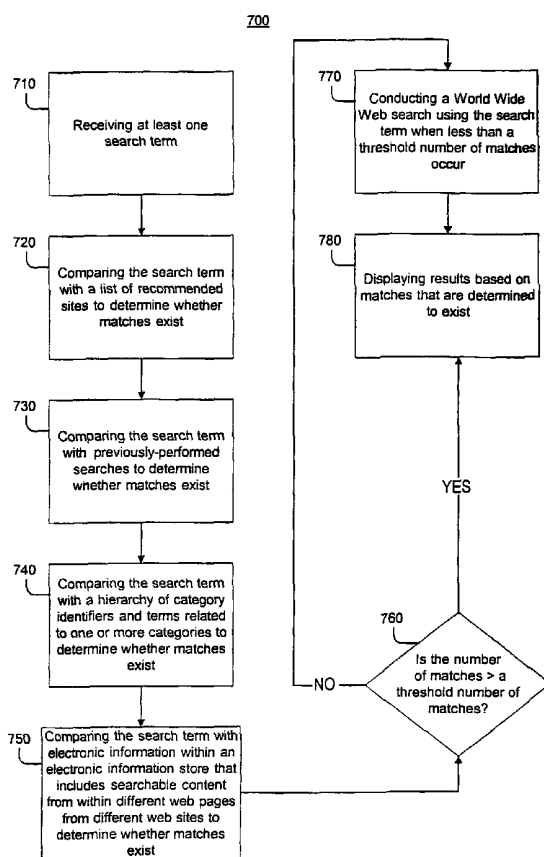 700
710
Receiving at least one
search term
720
Comparing the search term
with a list of recommended
sites to determine whether
matches exist
730
Comparing the search term
with previously-performed
searches to determine
whether matches exist
740
Comparing the search term
with a hierarchy of category
identifiers and terms related
to one or more categories to
determine whether matches
exist
750
Comparing the search term with
electronic information within an
electronic information store that
includes searchable content
from within different web pages
from different web sites to
determine whether matches
exist
760
Is the number
of matches > a
threshold number of
matches?
NO
YES
770
Conducting a World Wide
Web search using the search
term when less than a
threshold number of matches
occur
780
Displaying results based on
matches that are determined
to exist